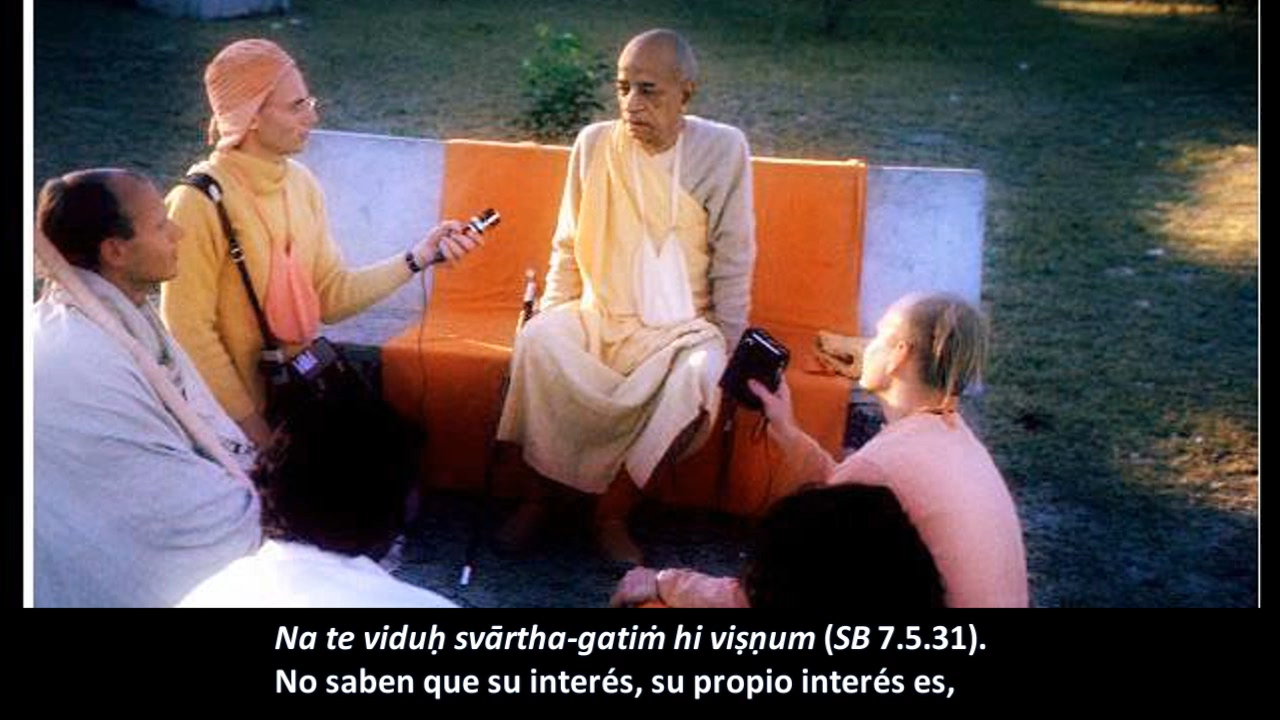 Na te viduḥ svārtha-gatiṁ hi viṣṇum (SB 7.5.31).
No saben que su interés, su propio interés es,